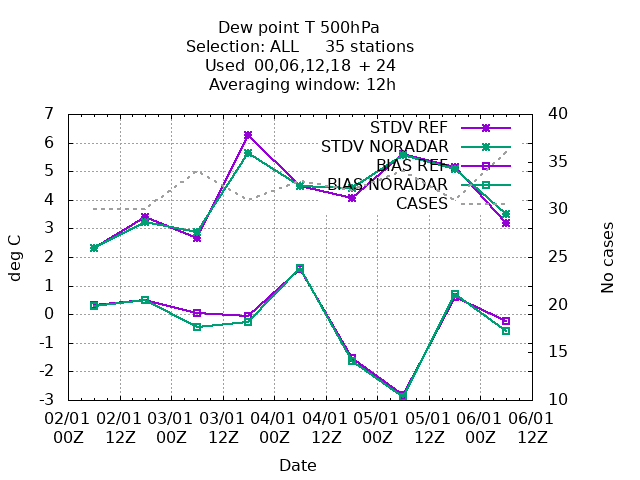 Dew point T 500hPa
Selection: ALL 35 stations
Used 00,06,12,18 + 24
Averaging window: 12h
7
6
5
4
3
2
1
0
-1
-2
-3
deg C
40
35
30
25
20
15
10
No cases
STDV REF
STDV NORADAR
BIAS REF
BIAS NORADAR
CASES
02/01 02/01 03/01 03/01 04/01 04/01 05/01 05/01 06/01 06/01
00Z 12Z 00Z 12Z 00Z 12Z 00Z 12Z 00Z 12Z
Date